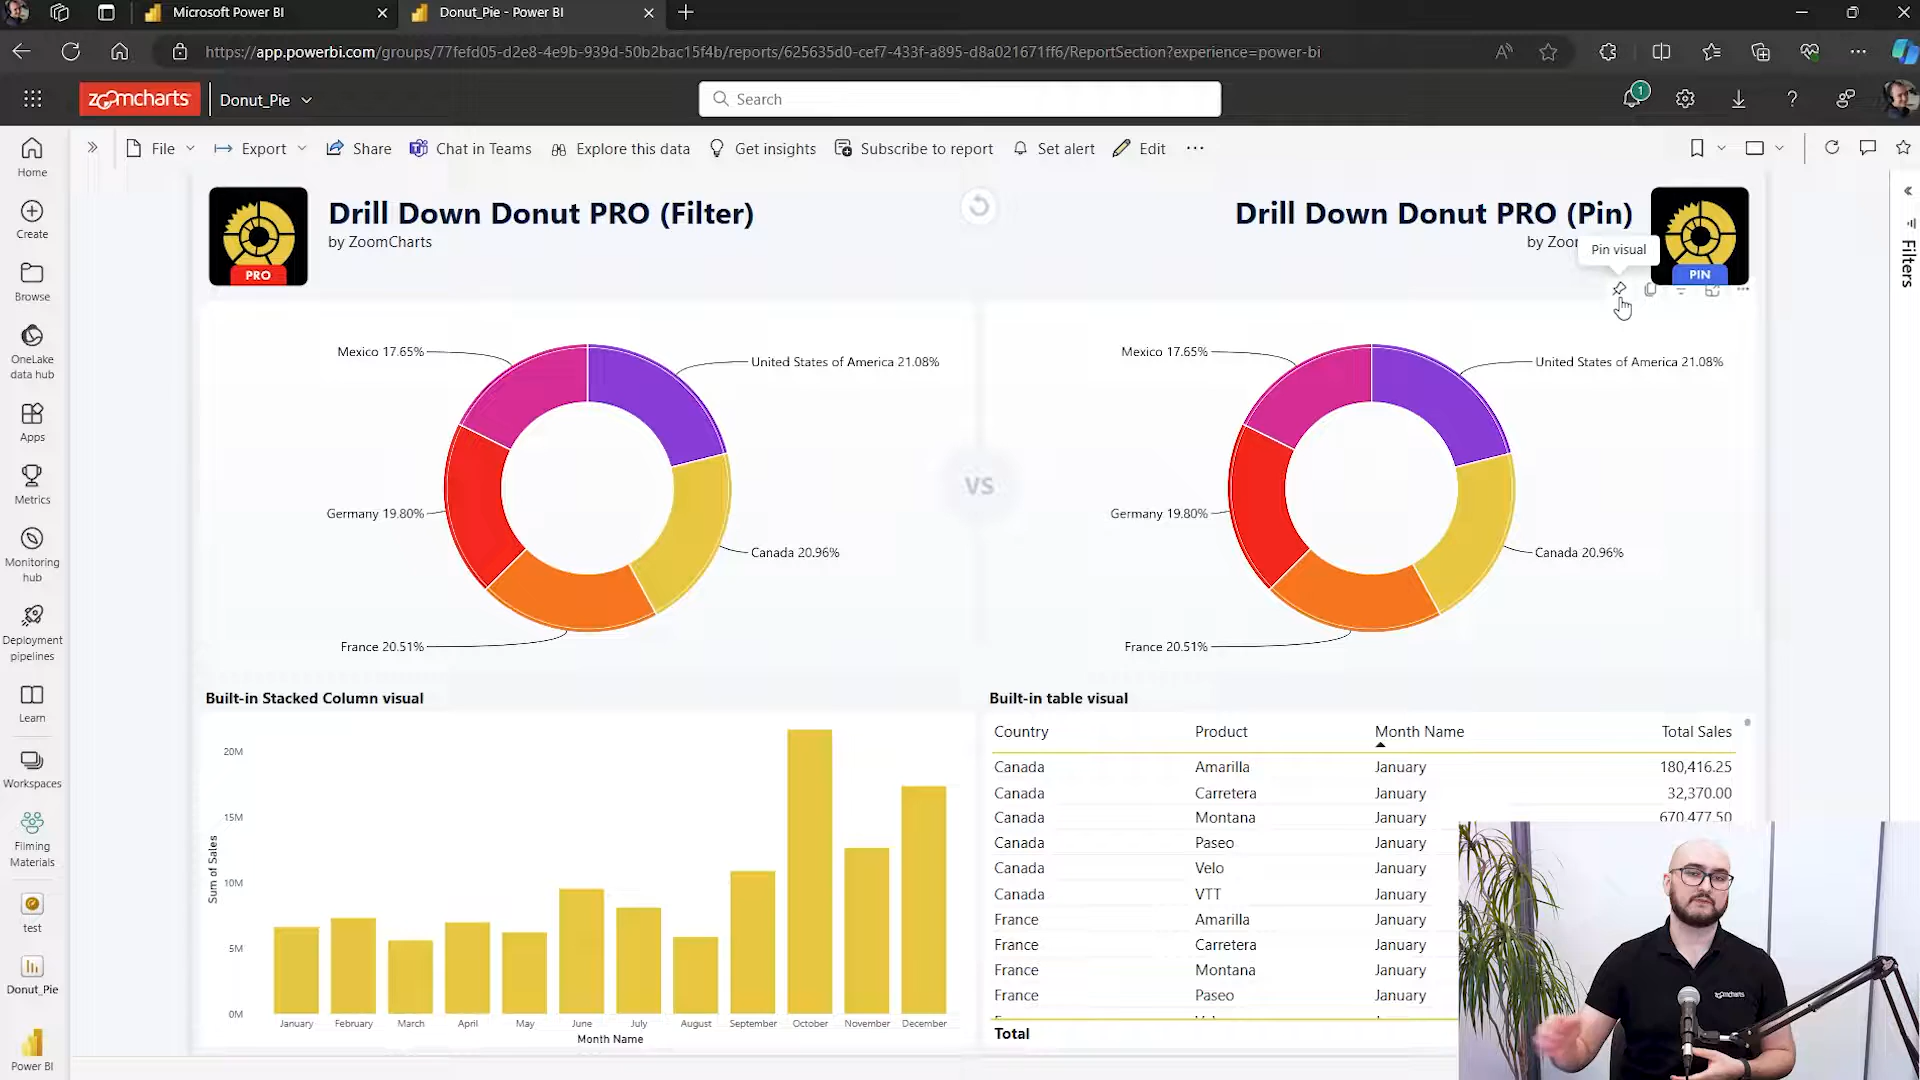 Microsoft Power BI
Donut_Pie - Power BI
https://app.powerbi.com/groups/77fefd05-d2e8-4e9b-939d-50b2bac15f4b/reports/625635d0-cef7-433f-a895-d8a021671ff6/ReportSection?experience=power-bi
zoomcharts
Donut_Pie
Search
1
File
Export
Share
Chat in Teams
Explore this data
Get insights
Subscribe to report
Set alert
Edit
Home
Create
Browse
OneLake
data hub
Apps
Metrics
Monitoring
hub
Deployment
pipelines
Learn
Workspaces
Filming
Materials
test
Donut_Pie
Power BI
Filters
PRO
Drill Down Donut PRO (Filter)
by ZoomCharts
Drill Down Donut PRO (Pin)
by Zoo
Pin visual
PIN
Mexico 17.65%
United States of America 21.08%
Germany 19.80%
Canada 20.96%
France 20.51%
VS
Mexico 17.65%
United States of America 21.08%
Germany 19.80%
Canada 20.96%
France 20.51%
Built-in Stacked Column visual
Sum of Sales
20M
15M
10M
5M
0M
January February March April May June July August September October November December
Month Name
Built-in table visual
Country Product Month Name Total Sales
Canada Amarilla January 180,416.25
Canada Carretera January 32,370.00
Canada Montana January 670,477.50
Canada Paseo January
Canada Velo January
Canada VTT January
France Amarilla January
France Carretera January
France Montana January
France Paseo January
Total
zoomcharts